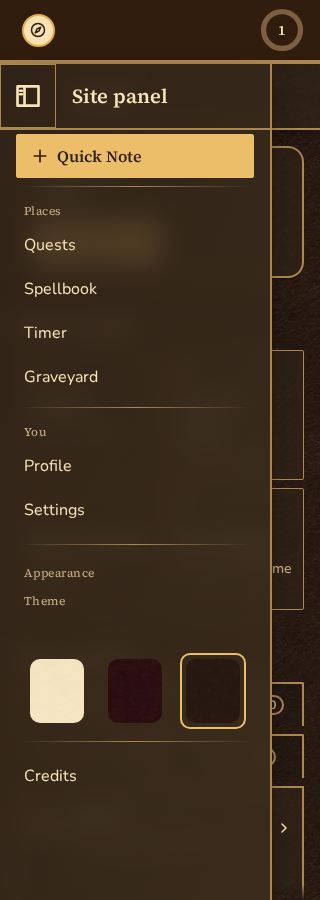 1
Site panel
Quick Note
Places
Quests
Spellbook
Timer
Graveyard
You
Profile
Settings
me
Appearance
Theme
Credits